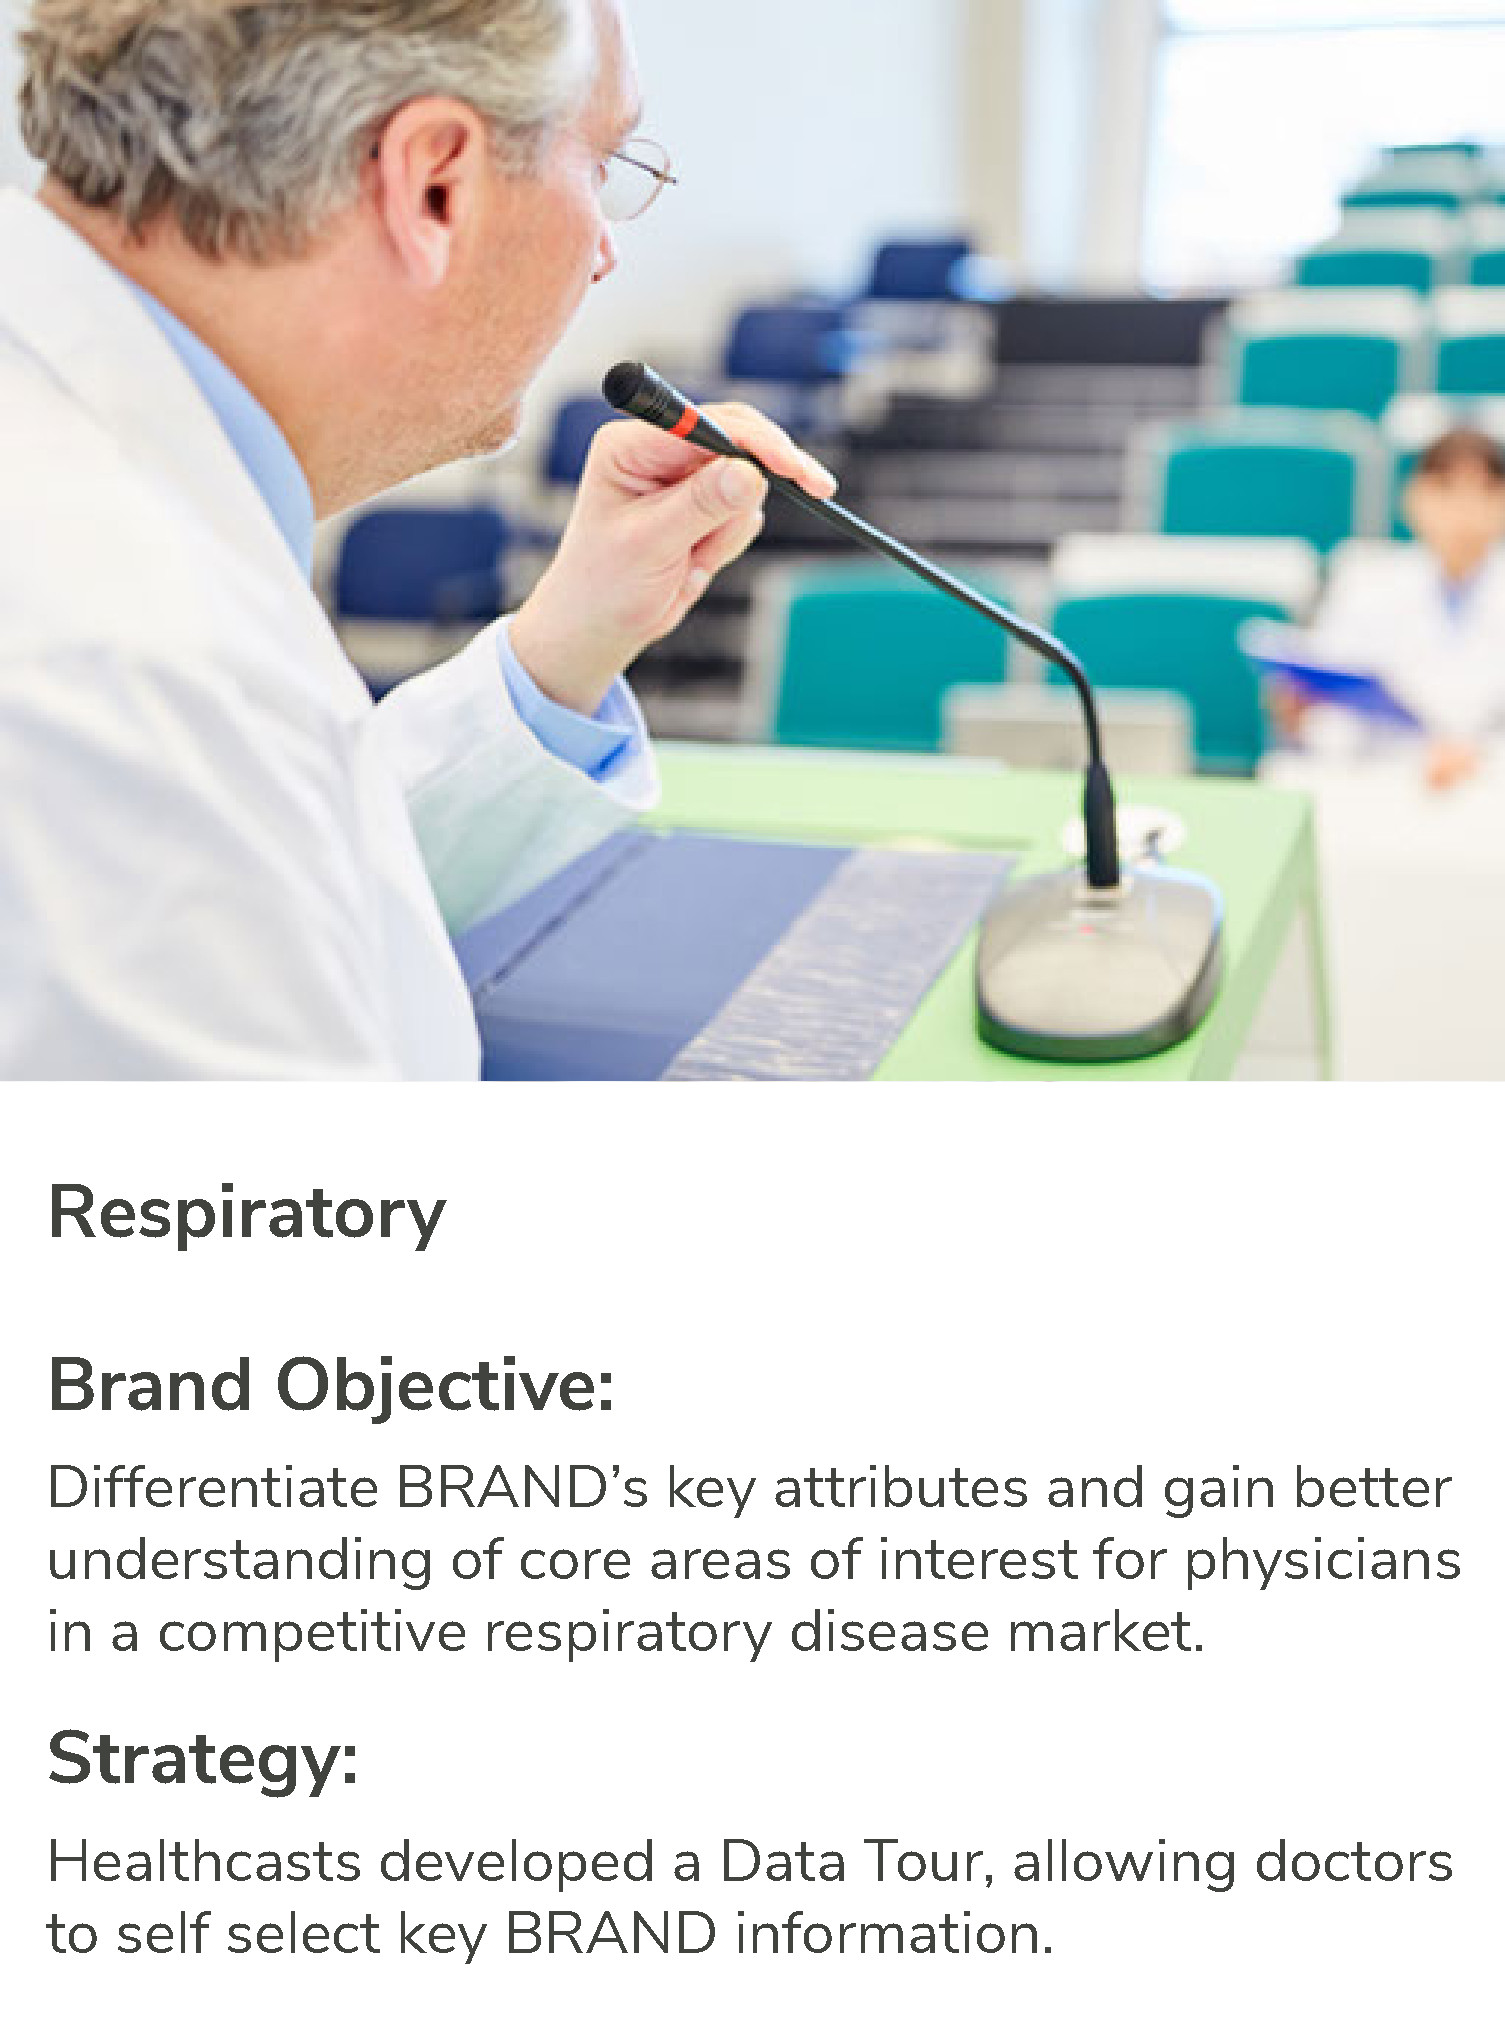 Respiratory
Brand Objective:
Differentiate BRAND’s key attributes and gain better
understanding of core areas of interest for physicians
in a competitive respiratory disease market.
Strategy:
Healthcasts developed a Data Tour, allowing doctors
to self select key BRAND information.